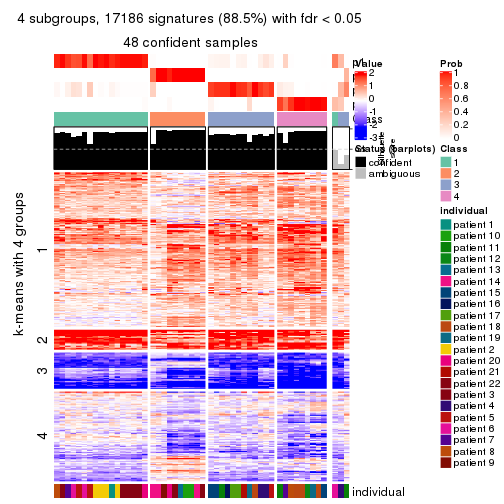 4 subgroups, 17186 signatures (88.5%) with fdr < 0.05
48 confident samples
k-means with 4 groups
1
2
3
4
Value
2
1
0
-1
-2
-3
Class
Silhouette
score
Status (barplots)
confident
ambiguous
Prob
1
0.8
0.6
0.4
0.2
0
Class
1
2
3
4
Individual
patient 1
patient 10
patient 11
patient 12
patient 13
patient 14
patient 15
patient 16
patient 17
patient 18
patient 19
patient 2
patient 20
patient 21
patient 22
patient 3
patient 4
patient 5
patient 6
patient 7
patient 8
patient 9
individual